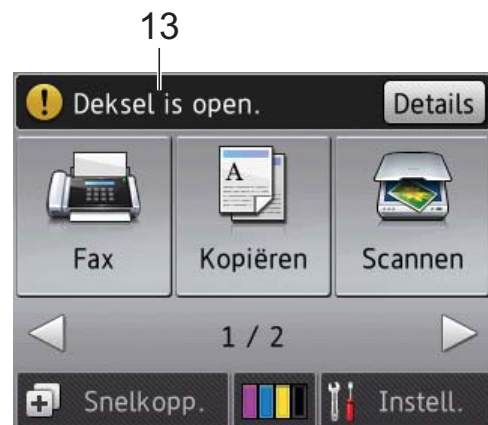 13
Deksel is open.
Details
A
Fax
Kopiëren
Scannen
1 / 2
Snelkopp.
Instell.